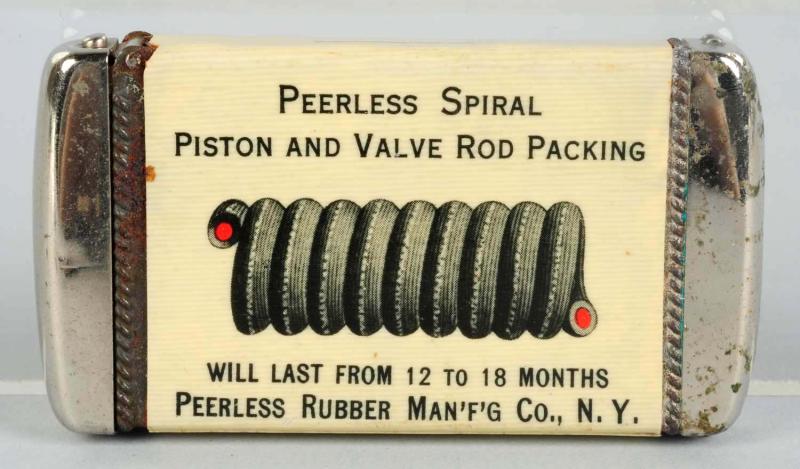 PEERLESS SPIRAL
PISTON AND VALVE ROD PACKING
WILL LAST FROM 12 TO 18 MONTHS
PEERLESS RUBBER MAN'F'G CO., N. Y.